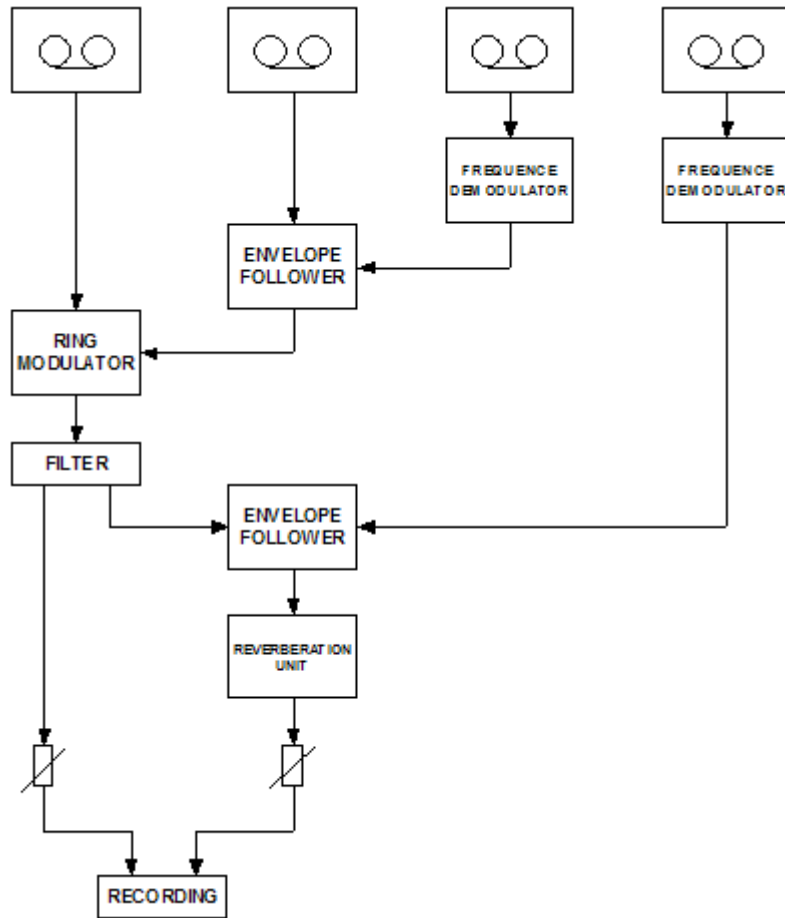 FREQUENCE
DEMODULATOR
FREQUENCE
DEMODULATOR
ENVELOPE
FOLLOWER
RING
MODULATOR
FILTER
ENVELOPE
FOLLOWER
REVERBERATION
UNIT
RECORDING